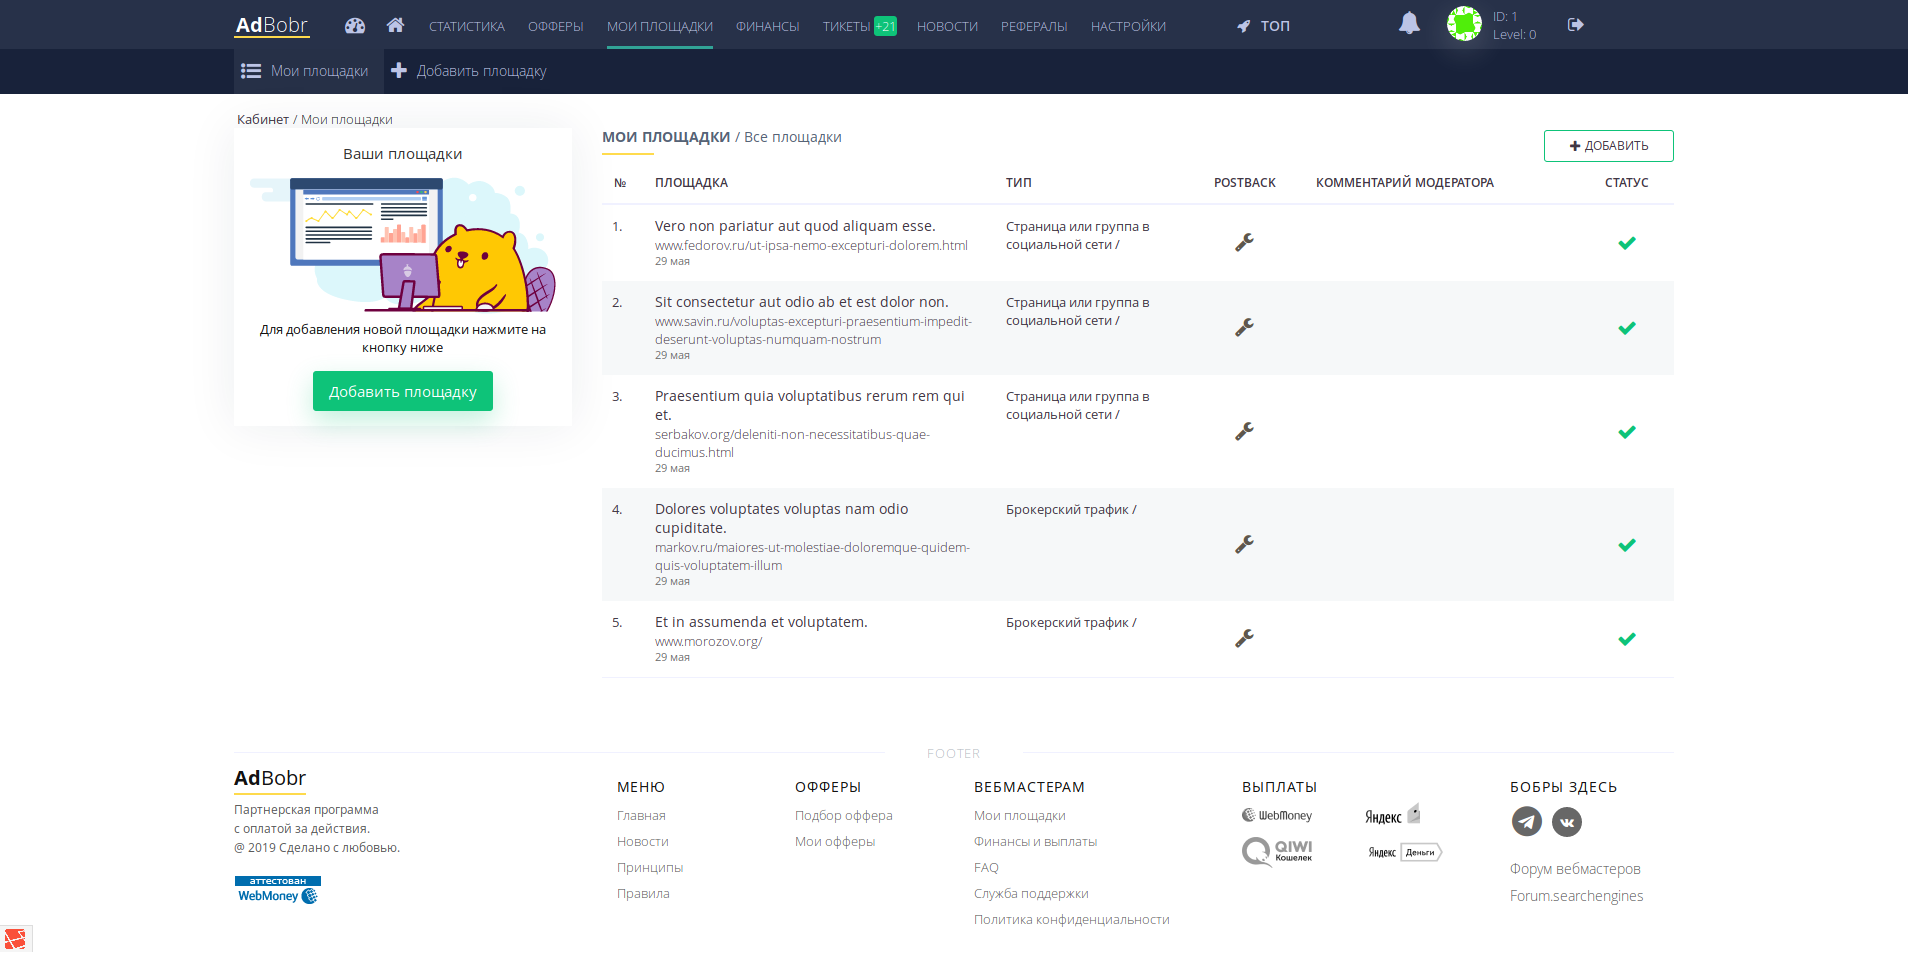 AdBobr
СТАТИСТИКА
ОФФЕРЫ
МОИ ПЛОЩАДКИ
ФИНАНСЫ
ТИКЕТЫ +21
НОВОСТИ
РЕФЕРАЛЫ
НАСТРОЙКИ
ТОП
ID: 1
Level: 0
Мои площадки
Добавить площадку
Кабинет / Мои площадки
Ваши площадки
Для добавления новой площадки нажмите на
кнопку ниже
Добавить площадку
МОИ ПЛОЩАДКИ / Все площадки
ДОБАВИТЬ
№ ПЛОЩАДКА ТИП POSTBACK КОММЕНТАРИЙ МОДЕРАТОРА СТАТУС
1.
Vero non pariatur aut quod aliquam esse.
www.fedorov.ru/ut-ipsa-nemo-excepturi-dolorem.html
29 мая
Страница или группа в
социальной сети /
2.
Sit consectetur aut odio ab et est dolor non.
www.savin.ru/voluptas-excepturi-praesentium-impedit-
deserunt-voluptas-numquam-nostrum
29 мая
Страница или группа в
социальной сети /
3.
Praesentium quia voluptatibus rerum rem qui
et.
serbakov.org/deleniti-non-necessitatibus-quae-
ducimus.html
29 мая
Страница или группа в
социальной сети /
4.
Dolores voluptates voluptas nam odio
cupiditate.
markov.ru/maiores-ut-molestiae-doloremque-quidem-
quis-voluptatem-illum
29 мая
Брокерский трафик /
5.
Et in assumenda et voluptatem.
www.morozov.org/
29 мая
Брокерский трафик /
FOOTER
AdBobr
Партнерская программа
с оплатой за действия.
@ 2019 Сделано с любовью.
аттестован
WebMoney
МЕНЮ
Главная
Новости
Принципы
Правила
ОФФЕРЫ
Подбор оффера
Мои офферы
ВЕБМАСТЕРАМ
Мои площадки
Финансы и выплаты
FAQ
Служба поддержки
Политика конфиденциальности
ВЫПЛАТЫ
WebMoney
Яндекс
QIWI
Кошелек
Яндекс Деньги
БОБРЫ ЗДЕСЬ
Форум вебмастеров
Forum.searchengines